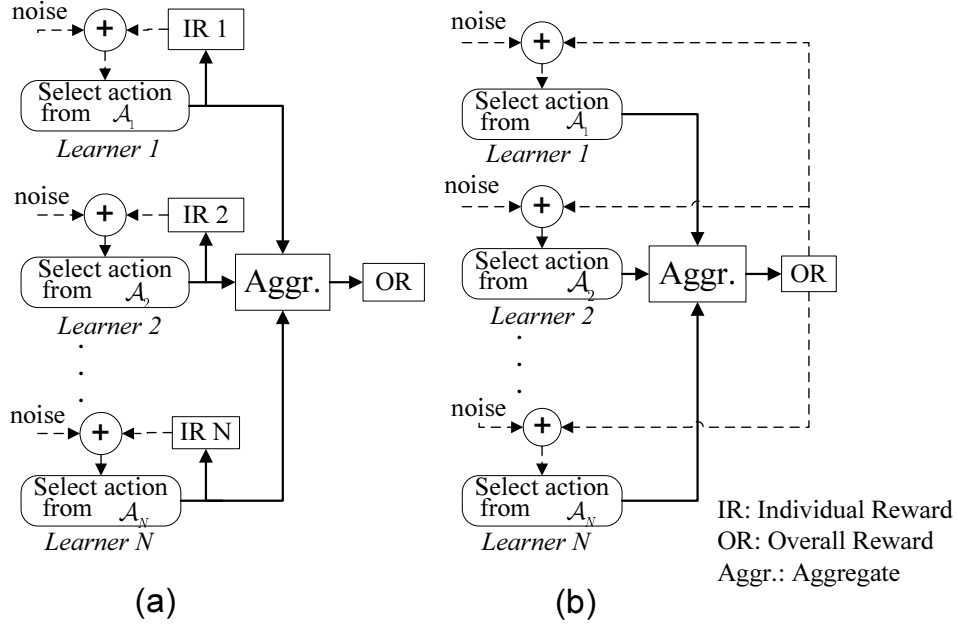 noise
+
IR 1
Select action
from 𝒜₁
Learner 1
noise
+
IR 2
Select action
from 𝒜₂
Learner 2
Aggr.
OR
.
.
.
noise
+
IR N
Select action
from 𝒜_N
Learner N
(a)
noise
+
Select action
from 𝒜₁
Learner 1
noise
+
Select action
from 𝒜₂
Learner 2
Aggr.
OR
.
.
.
noise
+
Select action
from 𝒜_N
Learner N
(b)
IR: Individual Reward
OR: Overall Reward
Aggr.: Aggregate